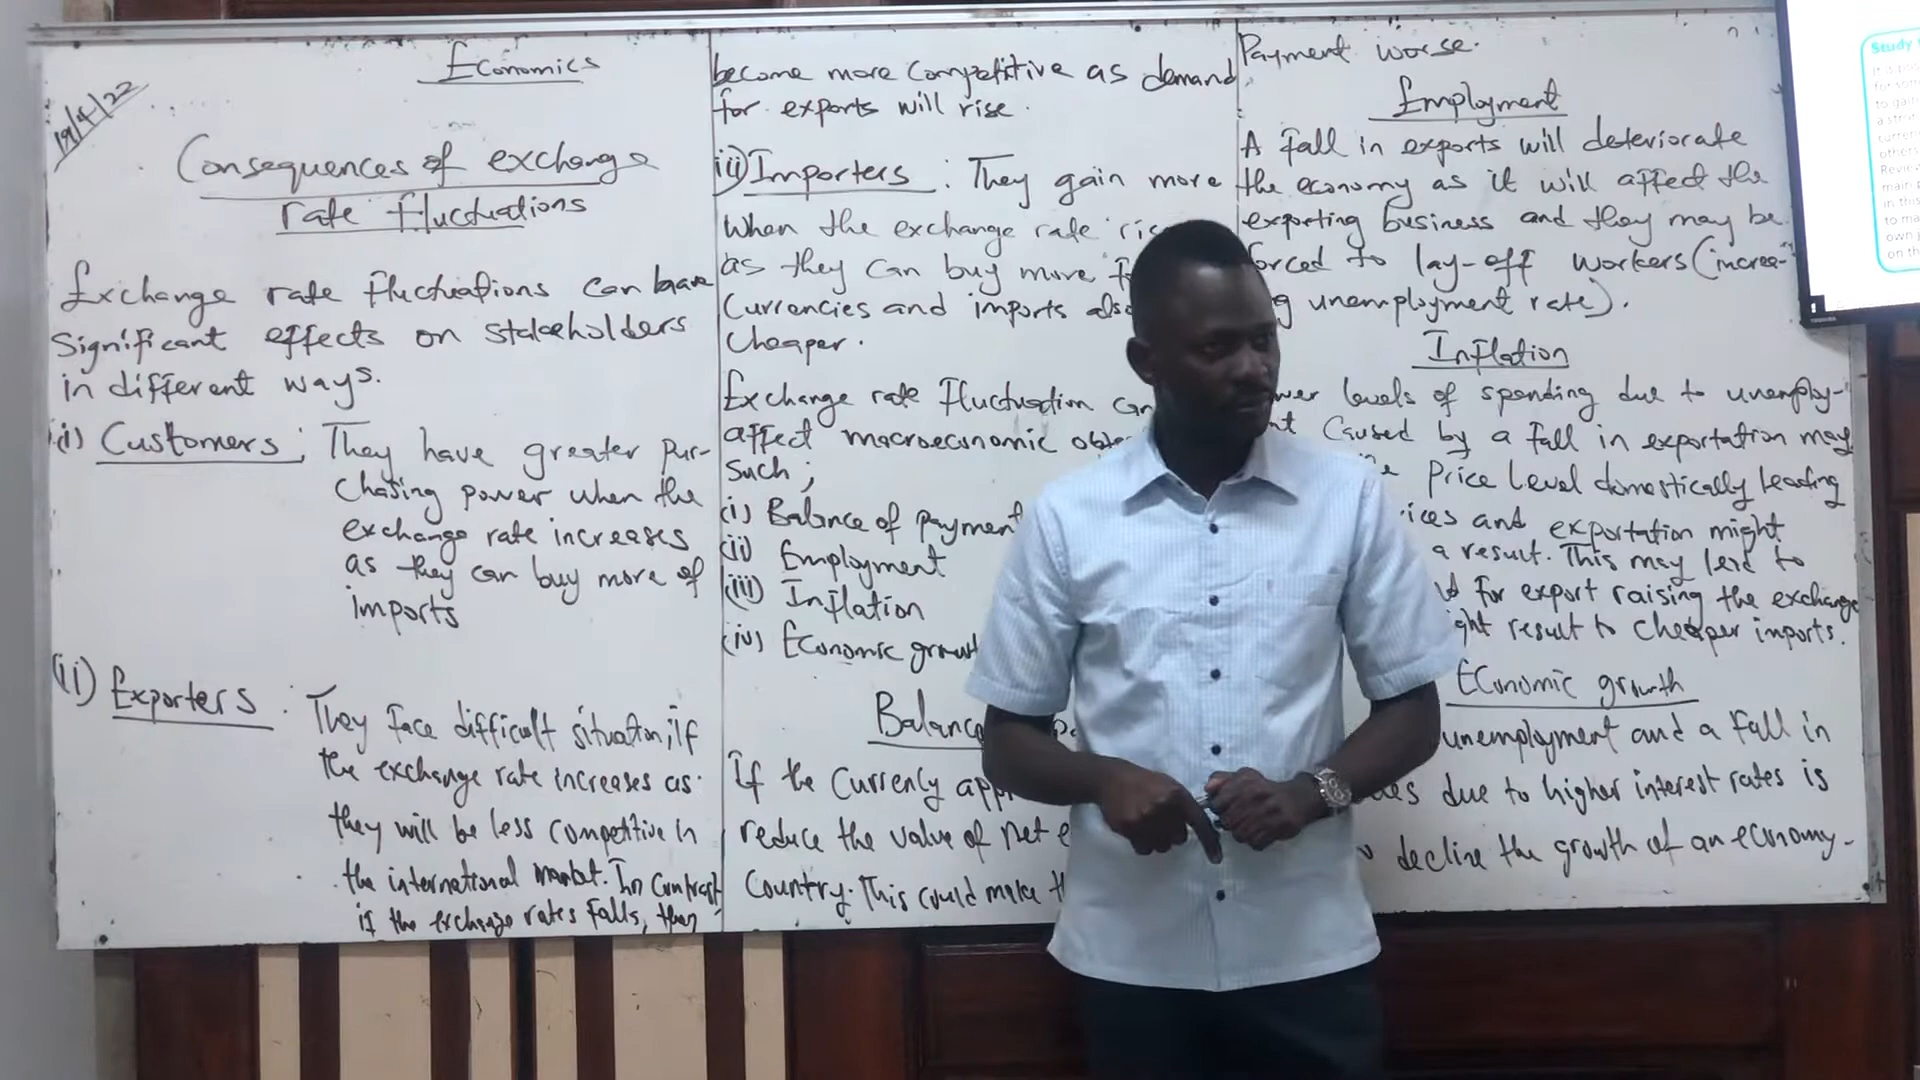 Economics
19/4/22
Consequences of exchange
rate fluctuations
Exchange rate fluctuations can have
Significant effects on stakeholders
in different ways.
(i) Customers; They have greater pur-
chasing power when the
exchange rate increases
as they can buy more of
imports
(ii) Exporters: They face difficult situation, if
the exchange rate increases as
they will be less competitive in
the international market. In contrast
if the exchange rates falls, then
become more competitive as demand
for exports will rise.
iii) Importers: They gain more
When the exchange rate
as they can buy more
currencies and imports also
Cheaper.
Exchange rate fluctuation can
affect macroeconomic
Such;
(i) Balance of payment
(ii) Employment
(iii) Inflation
(iv) Economic
Balance
If the currency
reduce the value of net
Country. This could make
Payment worse.
Employment
A fall in exports will deteriorate
the economy as it will affect the
exporting business and they may be
forced to lay-off workers (increa-
unemployment rate).
Inflation
levels of spending due to unemploy-
caused by a fall in exportation may
price level domestically leading
and exportation might
a result. This may lead to
for export raising the exchange
result to cheaper imports.
Economic growth
unemployment and a fall in
due to higher interest rates is
decline the growth of an economy.
Study